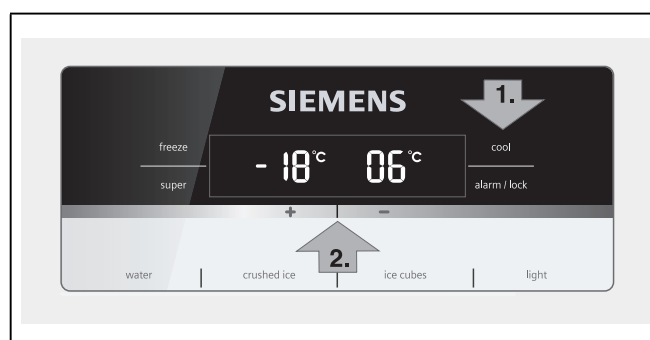 SIEMENS
1.
freeze
cool
- 18°C 06°C
super
alarm / lock
+ -
2.
water
crushed ice
ice cubes
light